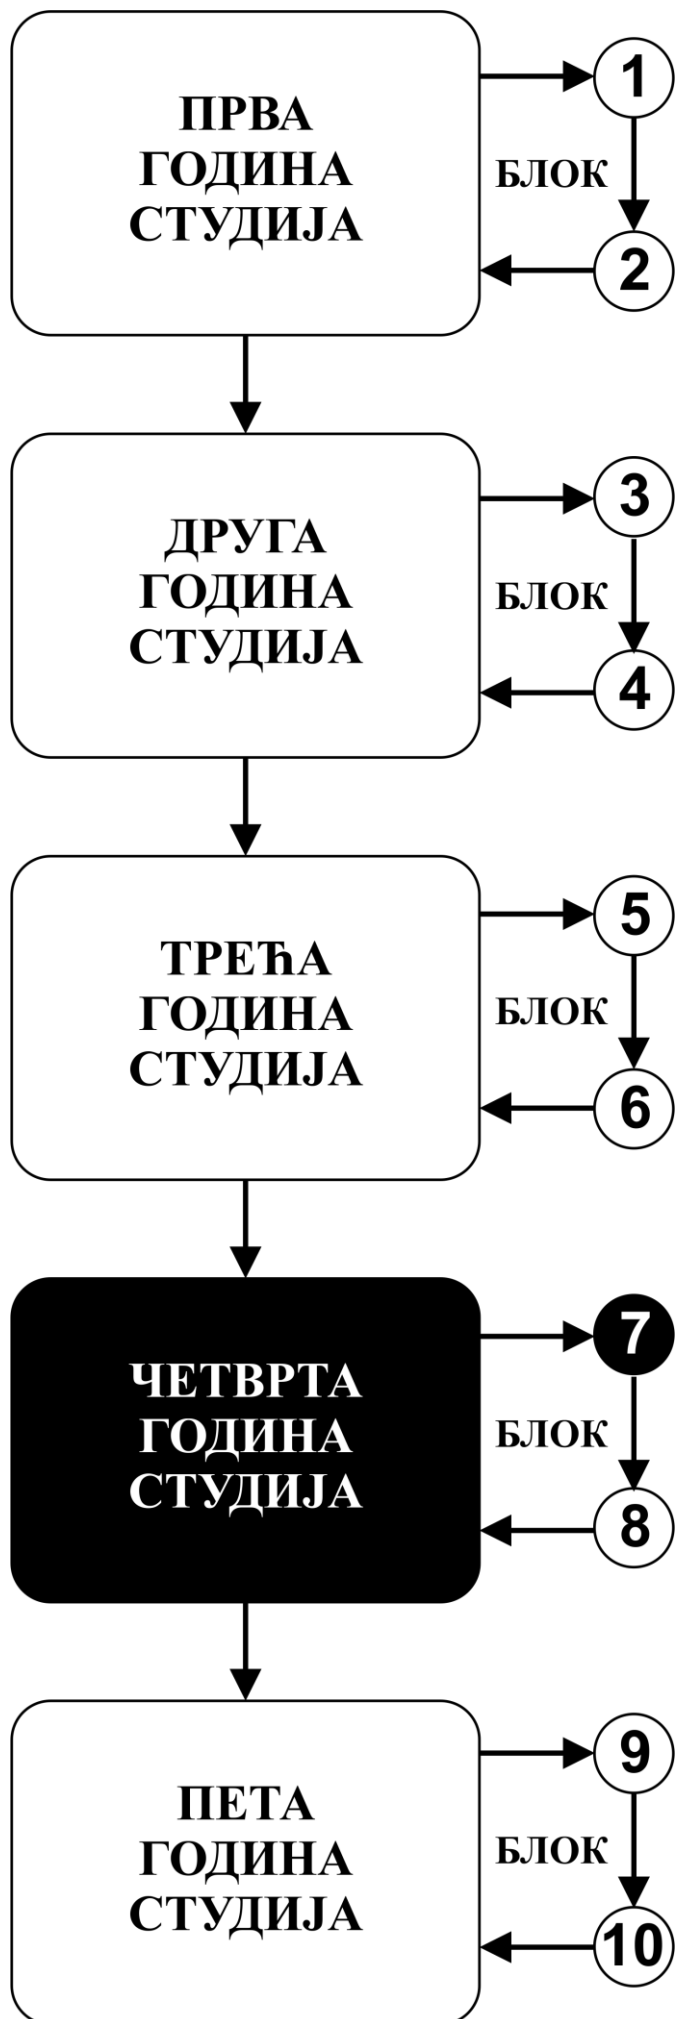 ПРВА
ГОДИНА
СТУДИЈА
1
БЛОК
2
ДРУГА
ГОДИНА
СТУДИЈА
3
БЛОК
4
ТРЕЋА
ГОДИНА
СТУДИЈА
5
БЛОК
6
ЧЕТВРТА
ГОДИНА
СТУДИЈА
7
БЛОК
8
ПЕТА
ГОДИНА
СТУДИЈА
9
БЛОК
10